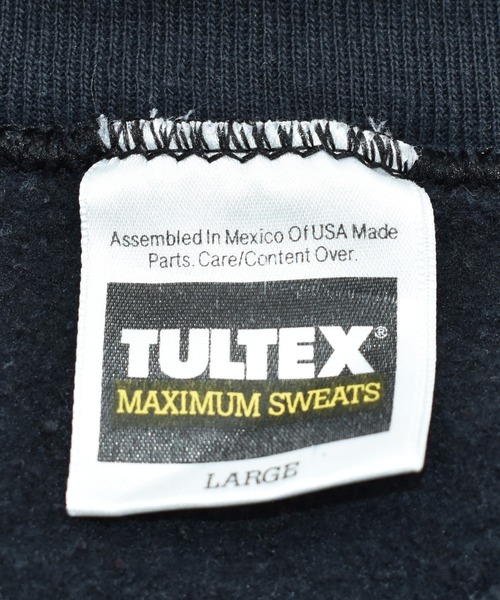 Assembled In Mexico Of USA Made
Parts. Care/Content Over.
TULTEX®
MAXIMUM SWEATS
LARGE